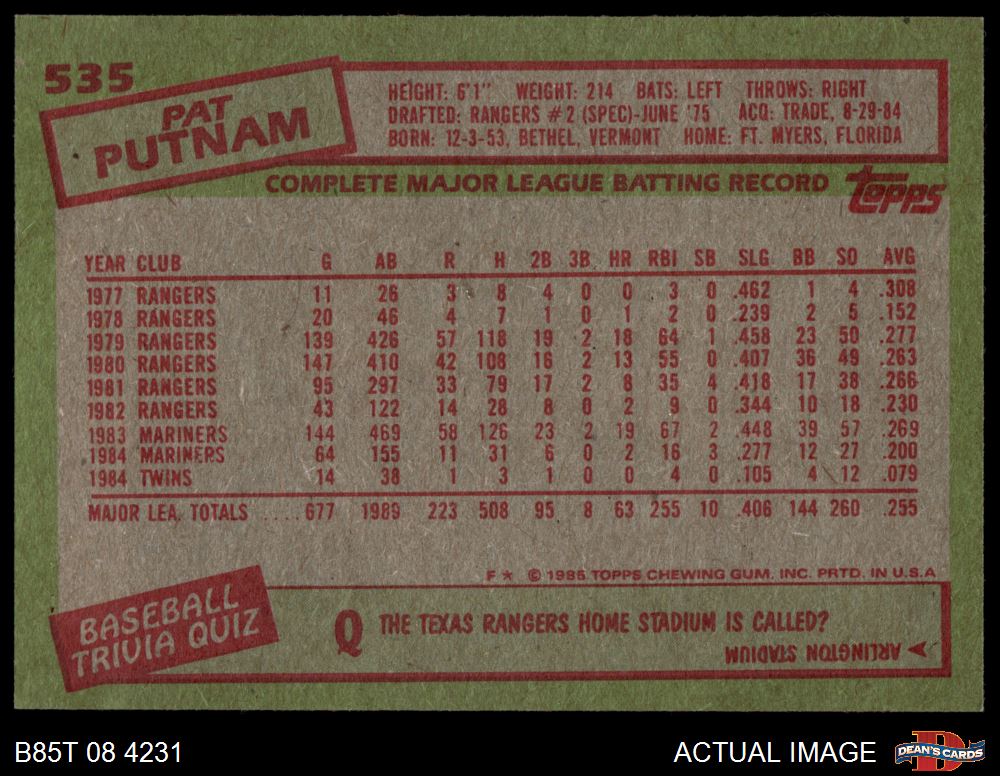 535
PAT
PUTNAM
HEIGHT: 6'1" WEIGHT: 214 BATS: LEFT THROWS: RIGHT
DRAFTED: RANGERS #2 (SPEC)-JUNE '75 ACQ: TRADE, 8-29-84
BORN: 12-3-53, BETHEL, VERMONT HOME: FT. MYERS, FLORIDA
COMPLETE MAJOR LEAGUE BATTING RECORD topps
YEAR CLUB G AB R H 2B 3B HR RBI SB SLG BB SO AVG
1977 RANGERS 11 26 3 8 4 0 0 3 0 .462 1 4 .308
1978 RANGERS 20 46 4 7 1 0 1 2 0 .239 2 5 .152
1979 RANGERS 139 426 57 118 19 2 18 64 1 .458 23 50 .277
1980 RANGERS 147 410 42 108 16 2 13 55 0 .407 36 49 .263
1981 RANGERS 95 297 33 79 17 2 8 35 4 .418 17 38 .266
1982 RANGERS 43 122 14 28 8 0 2 9 0 .344 10 18 .230
1983 MARINERS 144 469 58 126 23 2 19 67 2 .448 39 57 .269
1984 MARINERS 64 155 11 31 6 0 2 16 3 .277 12 27 .200
1984 TWINS 14 38 1 3 1 0 0 4 0 .105 4 12 .079
MAJOR LEA. TOTALS ....677 1989 223 508 95 8 63 255 10 .406 144 260 .255
F ★ © 1985 TOPPS CHEWING GUM, INC. PRTD. IN U.S.A
BASEBALL
TRIVIA QUIZ
Q THE TEXAS RANGERS HOME STADIUM IS CALLED?
ARLINGTON STADIUM
B85T 08 4231 ACTUAL IMAGE DEAN'S CARDS